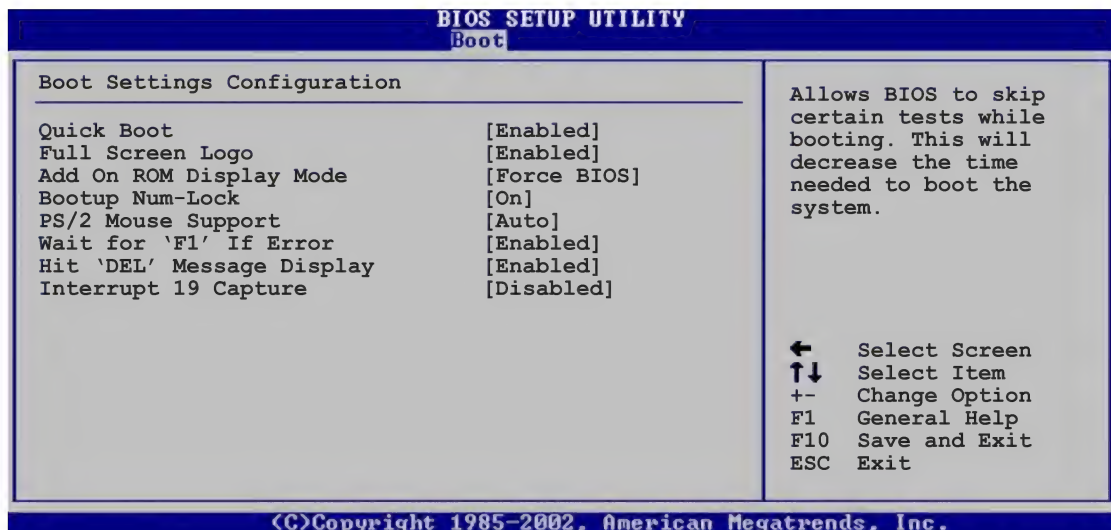 BIOS SETUP UTILITY
Boot
Boot Settings Configuration
Quick Boot [Enabled]
Full Screen Logo [Enabled]
Add On ROM Display Mode [Force BIOS]
Bootup Num-Lock [On]
PS/2 Mouse Support [Auto]
Wait for ‘F1’ If Error [Enabled]
Hit ‘DEL’ Message Display [Enabled]
Interrupt 19 Capture [Disabled]
Allows BIOS to skip
certain tests while
booting. This will
decrease the time
needed to boot the
system.
← Select Screen
↑↓ Select Item
+- Change Option
F1 General Help
F10 Save and Exit
ESC Exit
(C)Copyright 1985-2002, American Megatrends, Inc.